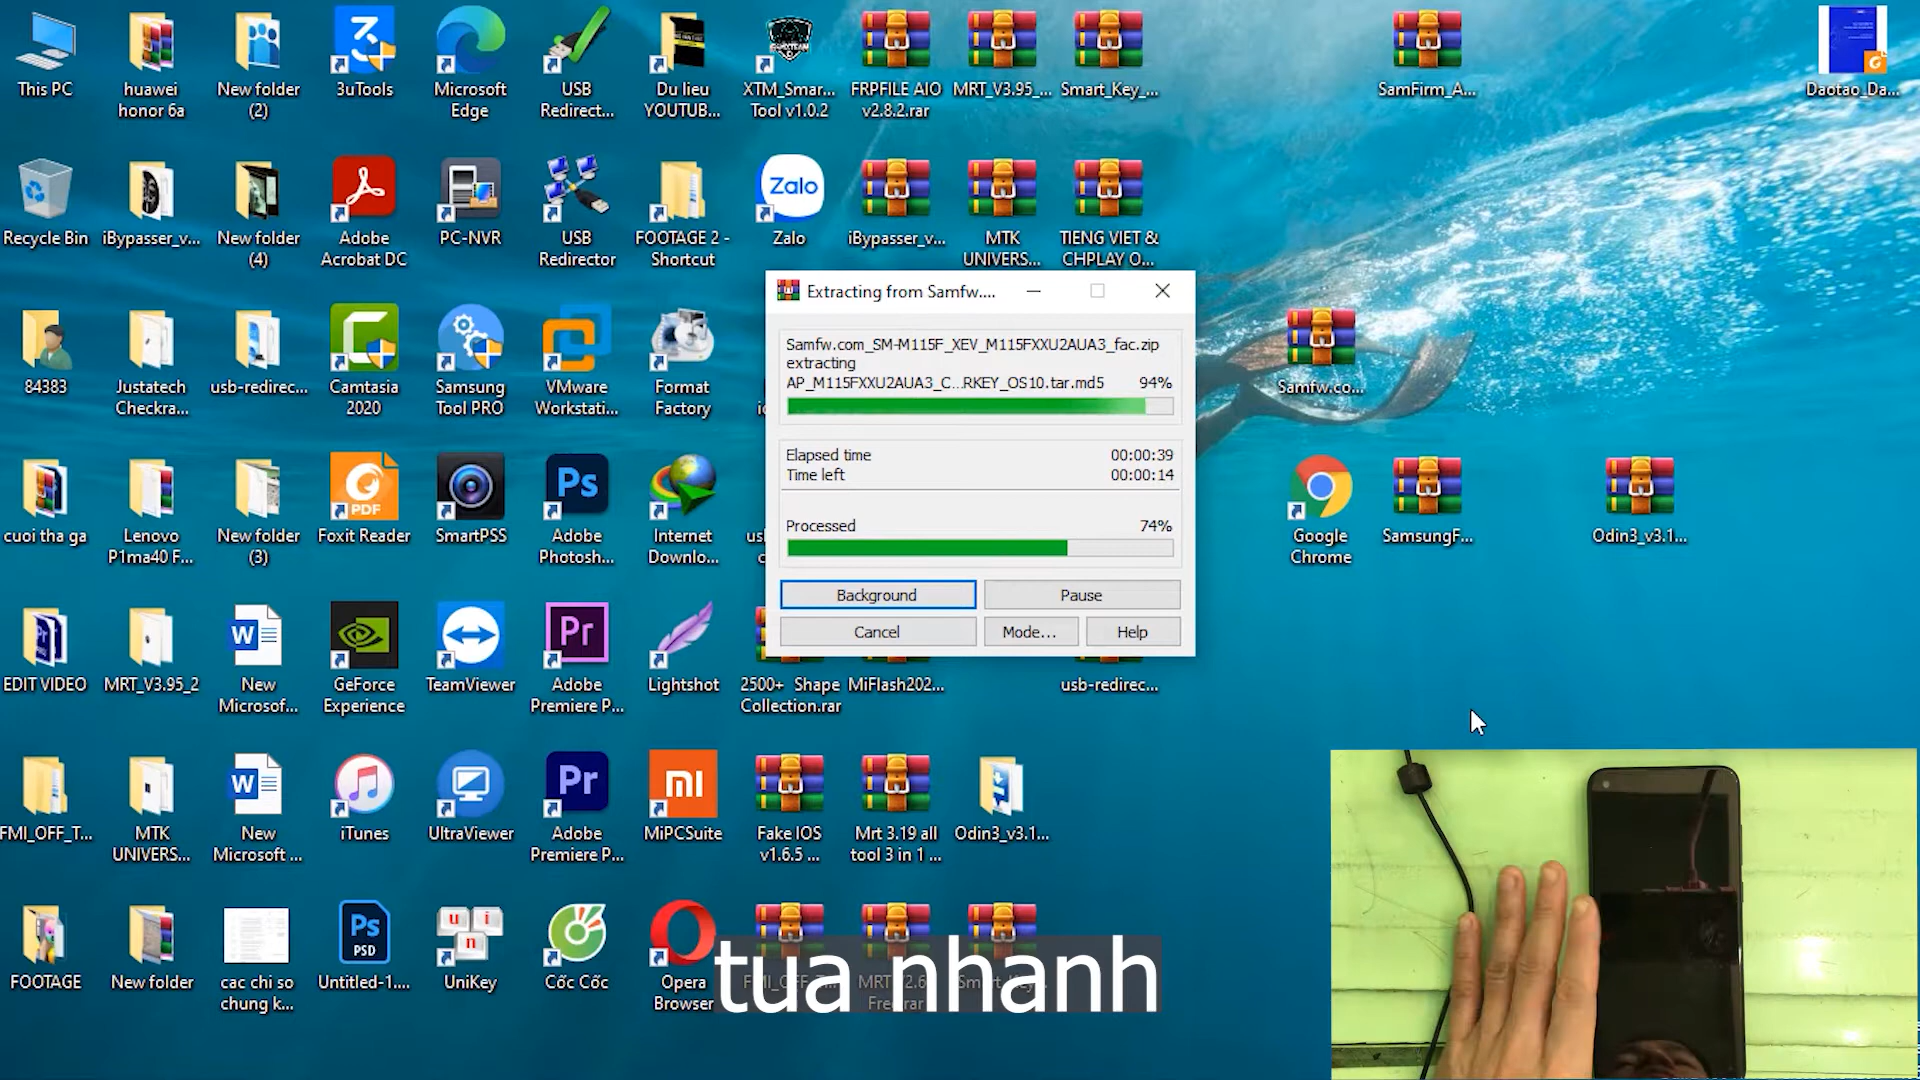 This PC
huawei
honor 6a
New folder
(2)
3uTools
Microsoft
Edge
USB
Redirect...
Du lieu
YOUTUB...
XTM_Smar...
Tool v1.0.2
FRPFILE AIO
v2.8.2.rar
MRT_V3.95_...
Smart_Key_...
SamFirm_A...
Daotao_Da...
Recycle Bin
iBypasser_v...
New folder
(4)
Adobe
Acrobat DC
PC-NVR
USB
Redirector
FOOTAGE 2 -
Shortcut
Zalo
Zalo
iBypasser_v...
MTK
UNIVERS...
TIENG VIET &
CHPLAY O...
Extracting from Samfw....
Samfw.com_SM-M115F_XEV_M115FXXU2AUA3_fac.zip
extracting
AP_M115FXXU2AUA3_C...RKEY_OS10.tar.md5 94%
Elapsed time 00:00:39
Time left 00:00:14
Processed 74%
Background
Pause
Cancel
Mode...
Help
84383
Justatech
Checkra...
usb-redirec...
Camtasia
2020
Samsung
Tool PRO
VMware
Workstati...
Format
Factory
Samfw.co...
cuoi tha ga
Lenovo
P1ma40 F...
New folder
(3)
PDF
Foxit Reader
SmartPSS
Ps
Adobe
Photosh...
Internet
Downlo...
Google
Chrome
SamsungF...
Odin3_v3.1...
Pr
EDIT VIDEO
MRT_V3.95_2
W
New
Microsof...
GeForce
Experience
TeamViewer
Pr
Adobe
Premiere P...
Lightshot
2500+ Shape
Collection.rar
MiFlash202...
usb-redirec...
FMI_OFF_T...
MTK
UNIVERS...
W
New
Microsoft ...
iTunes
UltraViewer
Pr
Adobe
Premiere P...
MI
MiPCSuite
Fake IOS
v1.6.5 ...
Mrt 3.19 all
tool 3 in 1 ...
Odin3_v3.1...
FOOTAGE
New folder
cac chi so
chung k...
Ps
PSD
Untitled-1....
u i
n
UniKey
Cốc Cốc
Opera
Browser
tua nhanh